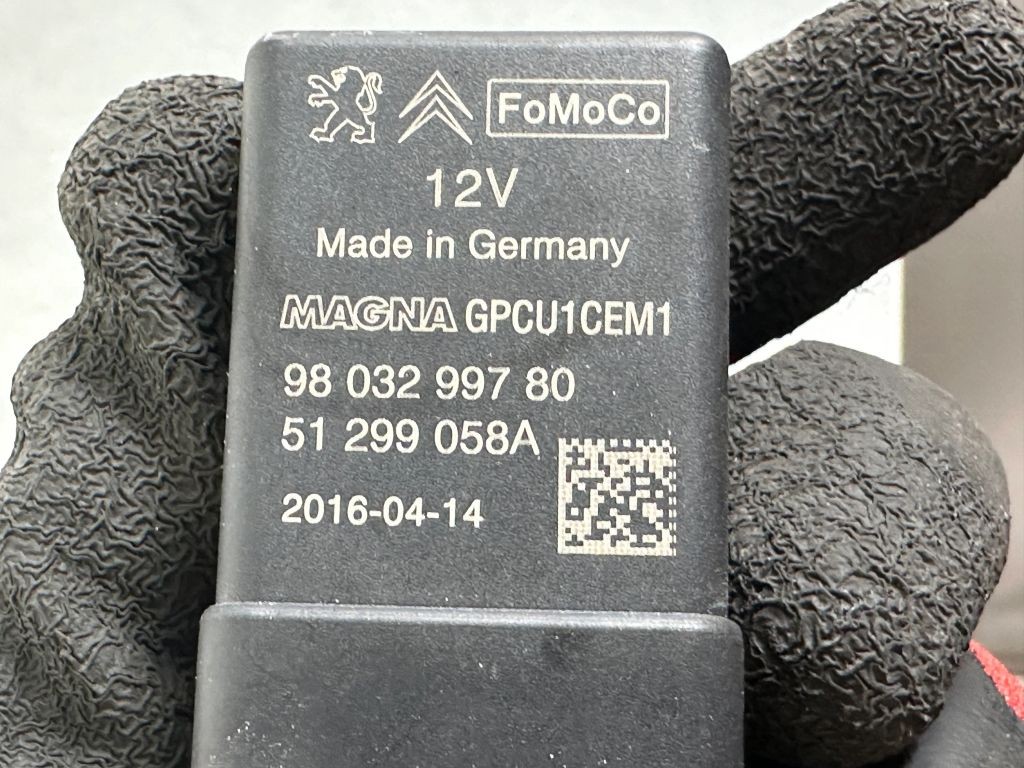 FoMoCo
12V
Made in Germany
MAGNA GPCU1CEM1
98 032 997 80
51 299 058A
2016-04-14